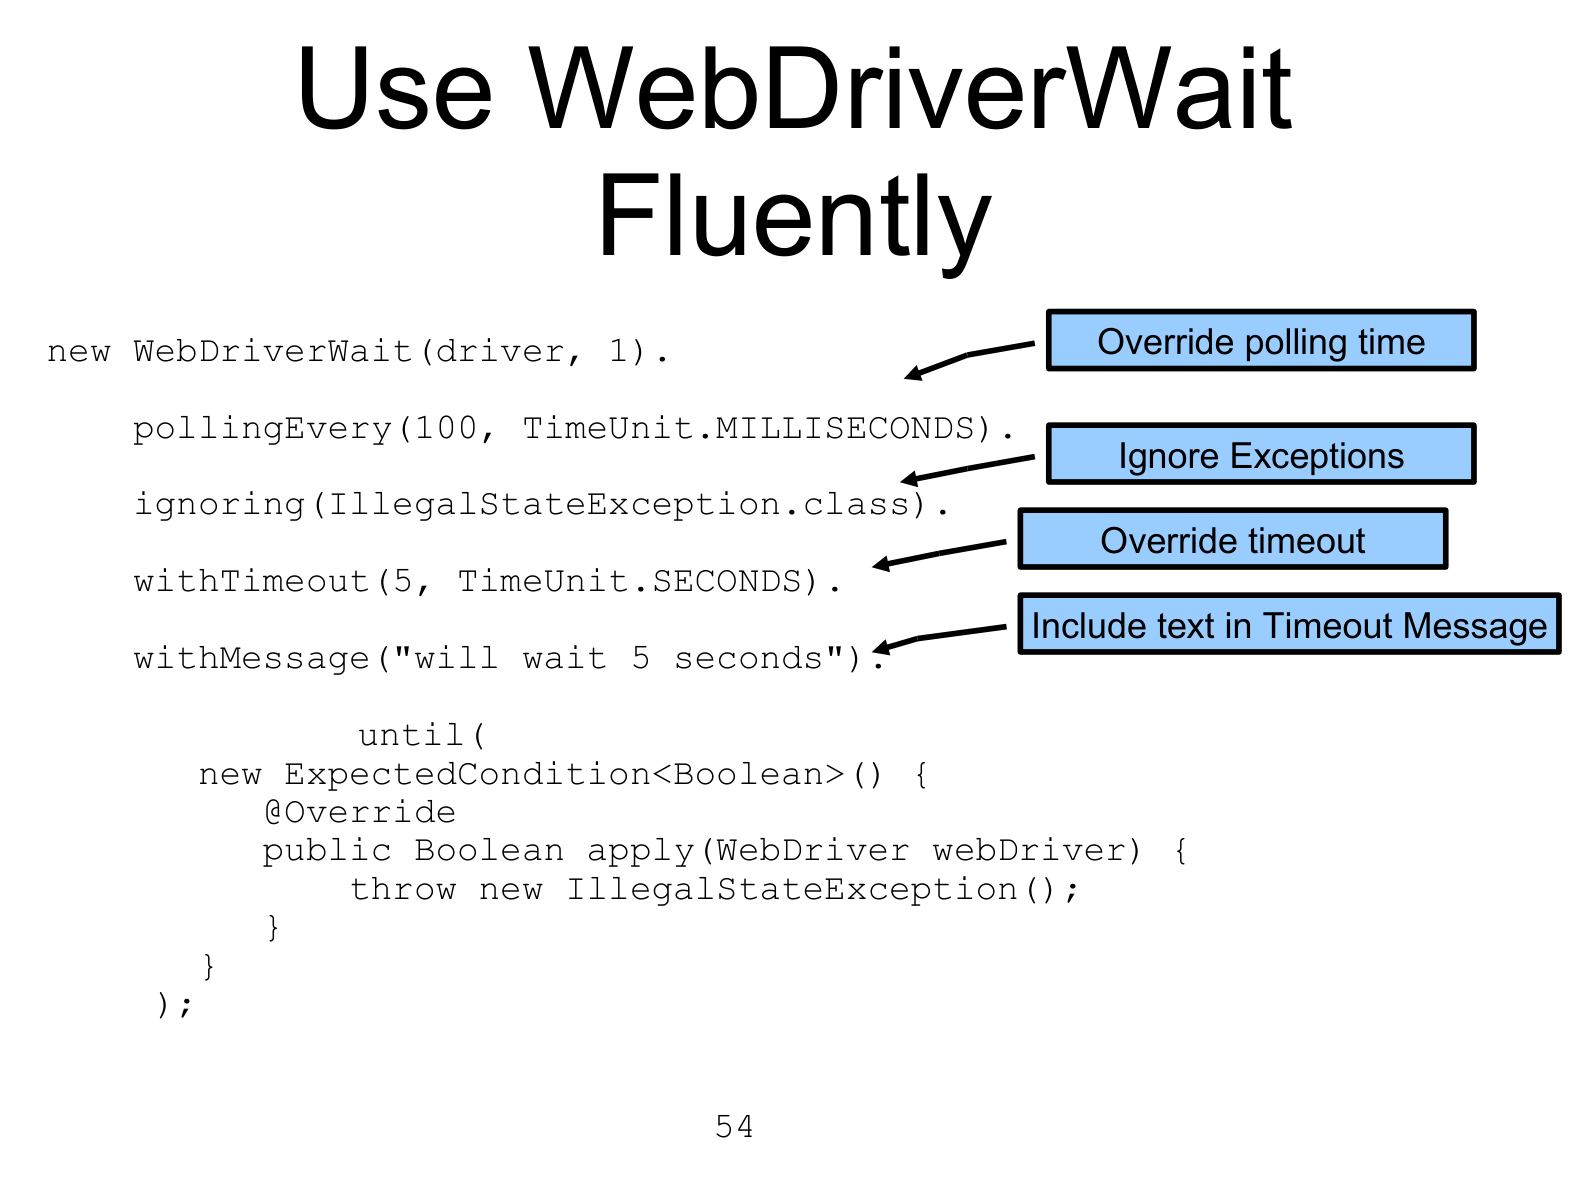 Use WebDriverWait
Fluently
new WebDriverWait(driver, 1).
Override polling time
pollingEvery(100, TimeUnit.MILLISECONDS).
Ignore Exceptions
ignoring(IllegalStateException.class).
Override timeout
withTimeout(5, TimeUnit.SECONDS).
Include text in Timeout Message
withMessage("will wait 5 seconds").
until(
new ExpectedCondition<Boolean>() {
@Override
public Boolean apply(WebDriver webDriver) {
throw new IllegalStateException();
}
}
);
54